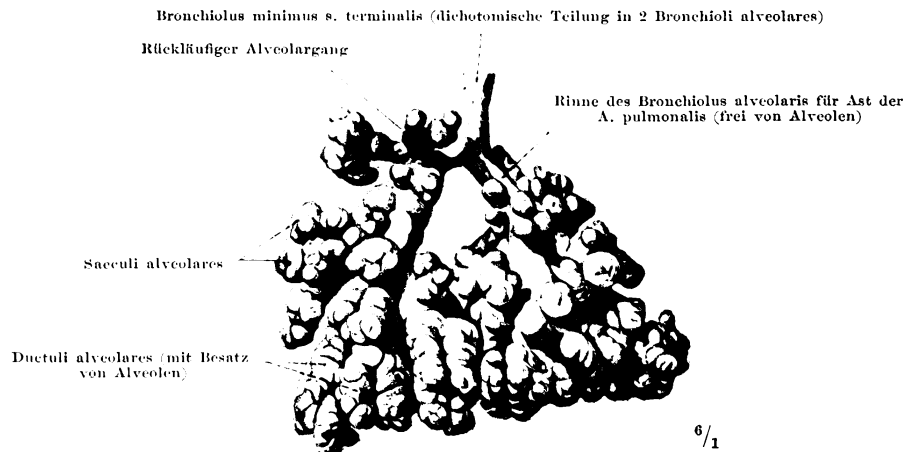 Bronchiolus minimus s. terminalis (dichotomische Teilung in 2 Bronchioli alveolares)
Rückläufiger Alveolargang
Rinne des Bronchiolus alveolaris für Ast der
A. pulmonalis (frei von Alveolen)
Sacculi alveolares
Ductuli alveolares (mit Besatz
von Alveolen)
6/1